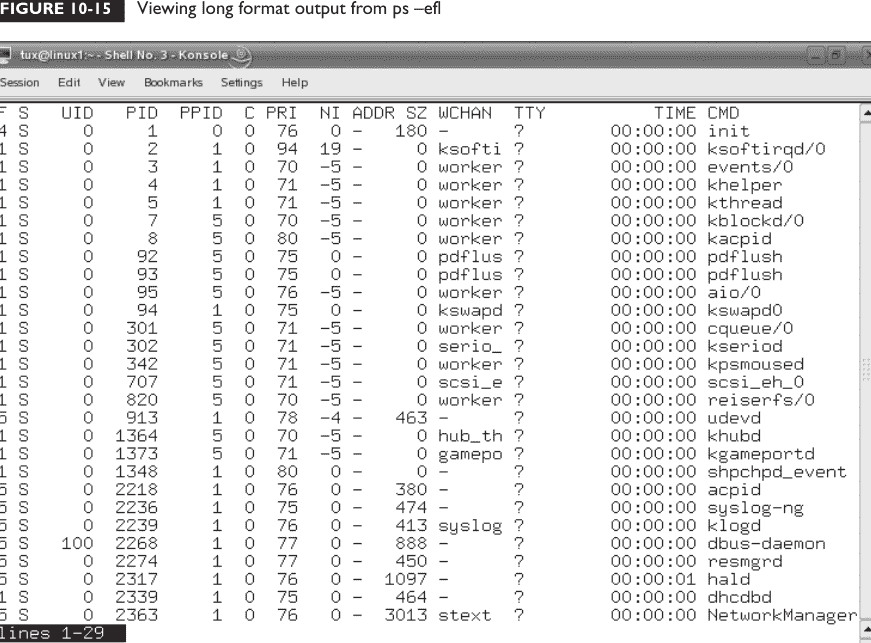 FIGURE 10-15 Viewing long format output from ps –efl
tux@linux1:~ - Shell No. 3 - Konsole
Session Edit View Bookmarks Settings Help
F S UID PID PPID C PRI NI ADDR SZ WCHAN TTY TIME CMD
4 S 0 1 0 0 76 0 - 180 - ? 00:00:00 init
1 S 0 2 1 0 94 19 - 0 ksofti ? 00:00:00 ksoftirqd/0
1 S 0 3 1 0 70 -5 - 0 worker ? 00:00:00 events/0
1 S 0 4 1 0 71 -5 - 0 worker ? 00:00:00 khelper
1 S 0 5 1 0 71 -5 - 0 worker ? 00:00:00 kthread
1 S 0 7 5 0 70 -5 - 0 worker ? 00:00:00 kblockd/0
1 S 0 8 5 0 80 -5 - 0 worker ? 00:00:00 kacpid
1 S 0 92 5 0 75 0 - 0 pdflus ? 00:00:00 pdflush
1 S 0 93 5 0 75 0 - 0 pdflus ? 00:00:00 pdflush
1 S 0 95 5 0 76 -5 - 0 worker ? 00:00:00 aio/0
1 S 0 94 1 0 75 0 - 0 kswapd ? 00:00:00 kswapd0
1 S 0 301 5 0 71 -5 - 0 worker ? 00:00:00 cqueue/0
1 S 0 302 5 0 71 -5 - 0 serio_ ? 00:00:00 kseriod
1 S 0 342 5 0 71 -5 - 0 worker ? 00:00:00 kpsmoused
1 S 0 707 5 0 71 -5 - 0 scsi_e ? 00:00:00 scsi_eh_0
1 S 0 820 5 0 70 -5 - 0 worker ? 00:00:00 reiserfs/0
5 S 0 913 1 0 78 -4 - 463 - ? 00:00:00 udevd
1 S 0 1364 5 0 70 -5 - 0 hub_th ? 00:00:00 khubd
1 S 0 1373 5 0 71 -5 - 0 gamepo ? 00:00:00 kgameportd
1 S 0 1348 1 0 80 0 - 0 - ? 00:00:00 shpchpd_event
5 S 0 2218 1 0 76 0 - 380 - ? 00:00:00 acpid
5 S 0 2236 1 0 75 0 - 474 - ? 00:00:00 syslog-ng
5 S 0 2239 1 0 76 0 - 413 syslog ? 00:00:00 klogd
5 S 100 2268 1 0 77 0 - 888 - ? 00:00:00 dbus-daemon
5 S 0 2274 1 0 77 0 - 450 - ? 00:00:00 resmgrd
5 S 0 2317 1 0 76 0 - 1097 - ? 00:00:01 hald
1 S 0 2339 1 0 75 0 - 464 - ? 00:00:00 dhcdbd
5 S 0 2363 1 0 76 0 - 3013 stext ? 00:00:00 NetworkManager
lines 1-29